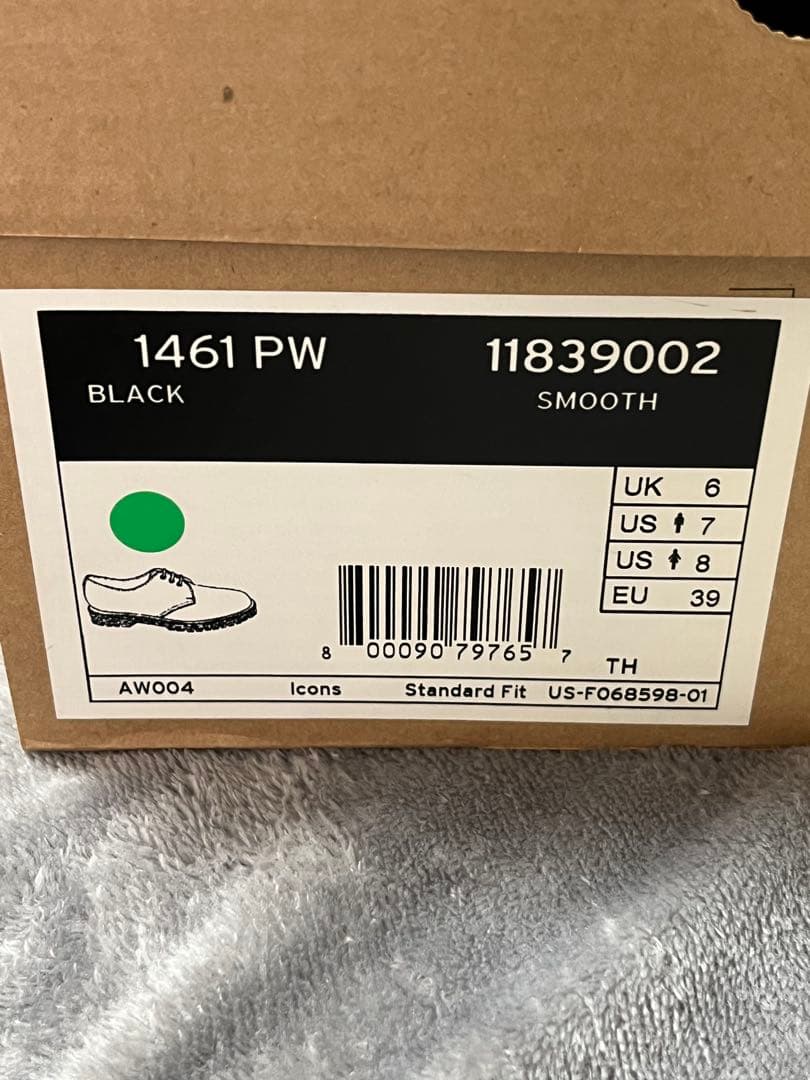 1461 PW 11839002
BLACK SMOOTH
UK 6
US 7
US 8
EU 39
8 00090 79765 7
TH
AW004 Icons Standard Fit US-F068598-01